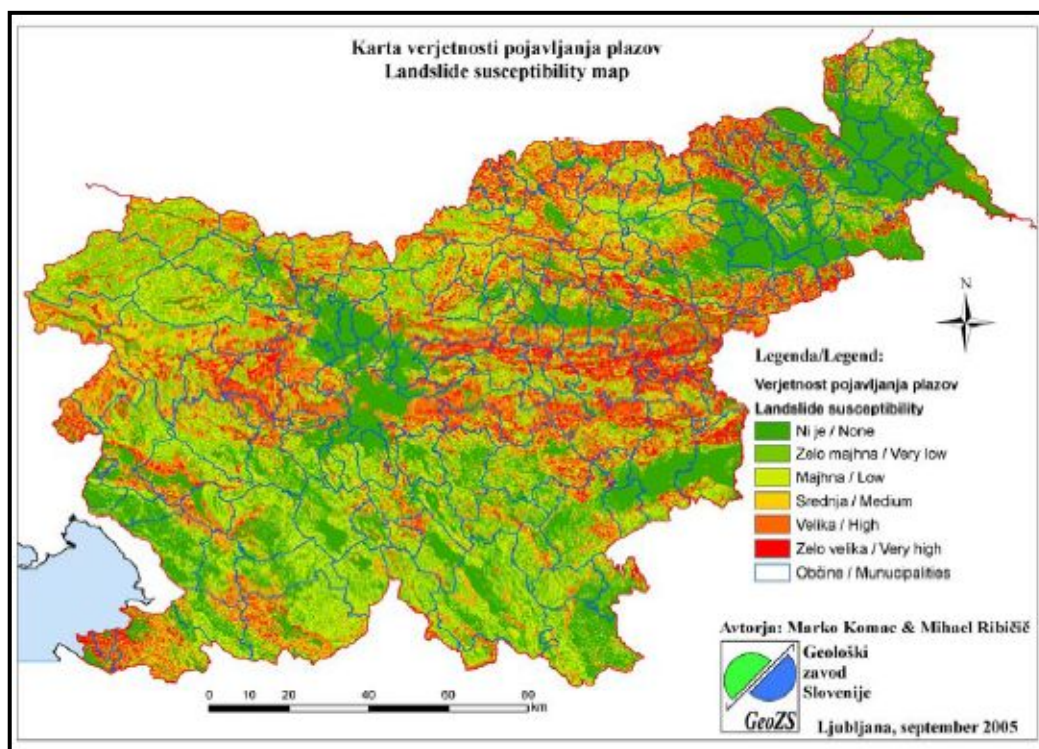 Karta verjetnosti pojavljanja plazov
Landslide susceptibility map
N
Legenda/Legend:
Verjetnost pojavljanja plazov
Landslide susceptibility
Ni je / None
Zelo majhna / Very low
Majhna / Low
Srednja / Medium
Velika / High
Zelo velika / Very high
Občine / Munucipalities
Avtorja: Marko Komac & Mihael Ribičič
Geološki
zavod
Slovenije
GeoZS
Ljubljana, september 2005
0 10 20 40 60 80
km